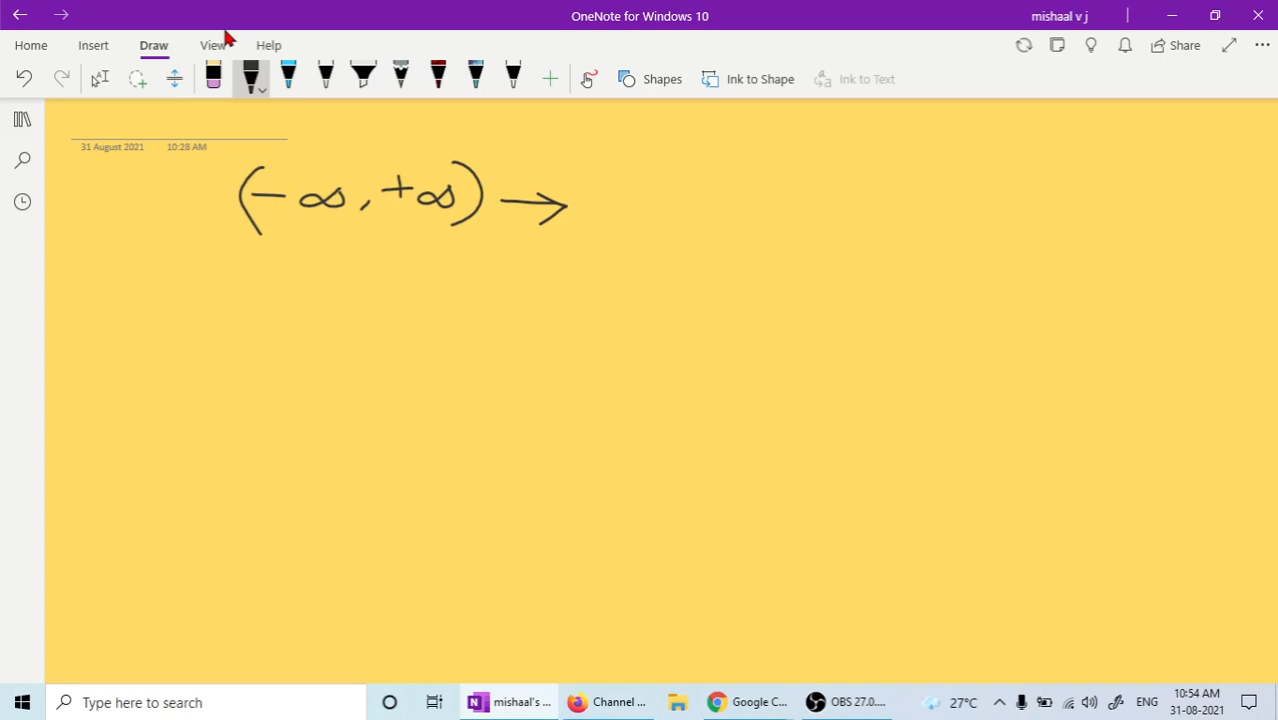 OneNote for Windows 10
mishaal v j
Home Insert Draw View Help Share
Shapes Ink to Shape Ink to Text
31 August 2021 10:28 AM
(-∞, +∞) →
Type here to search
mishaal's ...
Channel ...
Google C...
OBS 27.0....
27°C
ENG
10:54 AM
31-08-2021